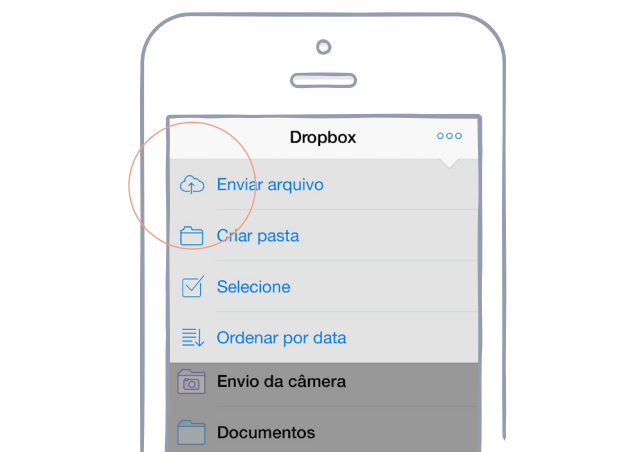 Dropbox
Enviar arquivo
Criar pasta
Selecione
Ordenar por data
Envio da câmera
Documentos